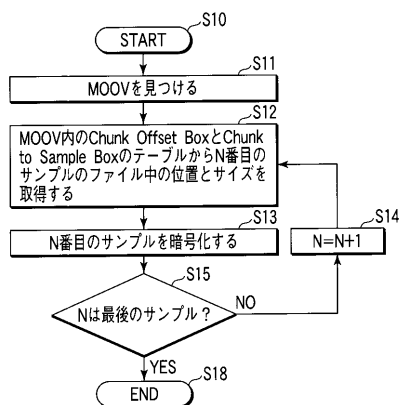 S10
START
S11
MOOVを見つける
S12
MOOV内のChunk Offset BoxとChunk
to Sample BoxのテーブルからN番目の
サンプルのファイル中の位置とサイズを
取得する
S13
N番目のサンプルを暗号化する
S14
N=N+1
S15
Nは最後のサンプル?
NO
YES
S18
END